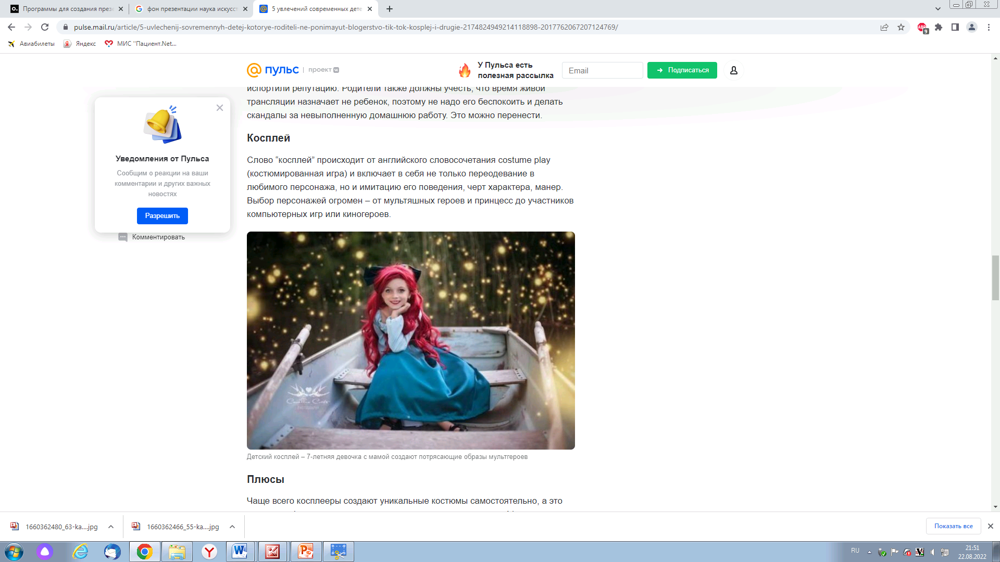 Программы для создания през
фон презентации наука искусст
5 увлечений современных дете
pulse.mail.ru/article/5-uvlechenij-sovremennyh-detej-kotorye-roditeli-ne-ponimayut-blogerstvo-tik-tok-kosplej-i-drugie-2174824949214118898-2017762067207124769/
ABP
9
Авиабилеты
Яндекс
МИС "Пациент.Net...
пульс
проект
У Пульса есть
полезная рассылка
Email
Подписаться
испортили репутацию. Родители также должны учесть, что время живой
трансляции назначает не ребенок, поэтому не надо его беспокоить и делать
скандалы за невыполненную домашнюю работу. Это можно перенести.
Уведомления от Пульса
Сообщим о реакции на ваши
комментарии и других важных
новостях
Разрешить
Комментировать
Косплей
Слово “косплей” происходит от английского словосочетания costume play
(костюмированная игра) и включает в себя не только переодевание в
любимого персонажа, но и имитацию его поведения, черт характера, манер.
Выбор персонажей огромен – от мультяшных героев и принцесс до участников
компьютерных игр или киногероев.
Детский косплей – 7-летняя девочка с мамой создают потрясающие образы мультгероев
Плюсы
Чаще всего косплееры создают уникальные костюмы самостоятельно, а это
1660362480_63-ka....jpg
1660362466_55-ka....jpg
Показать все
RU
21:51
22.08.2022